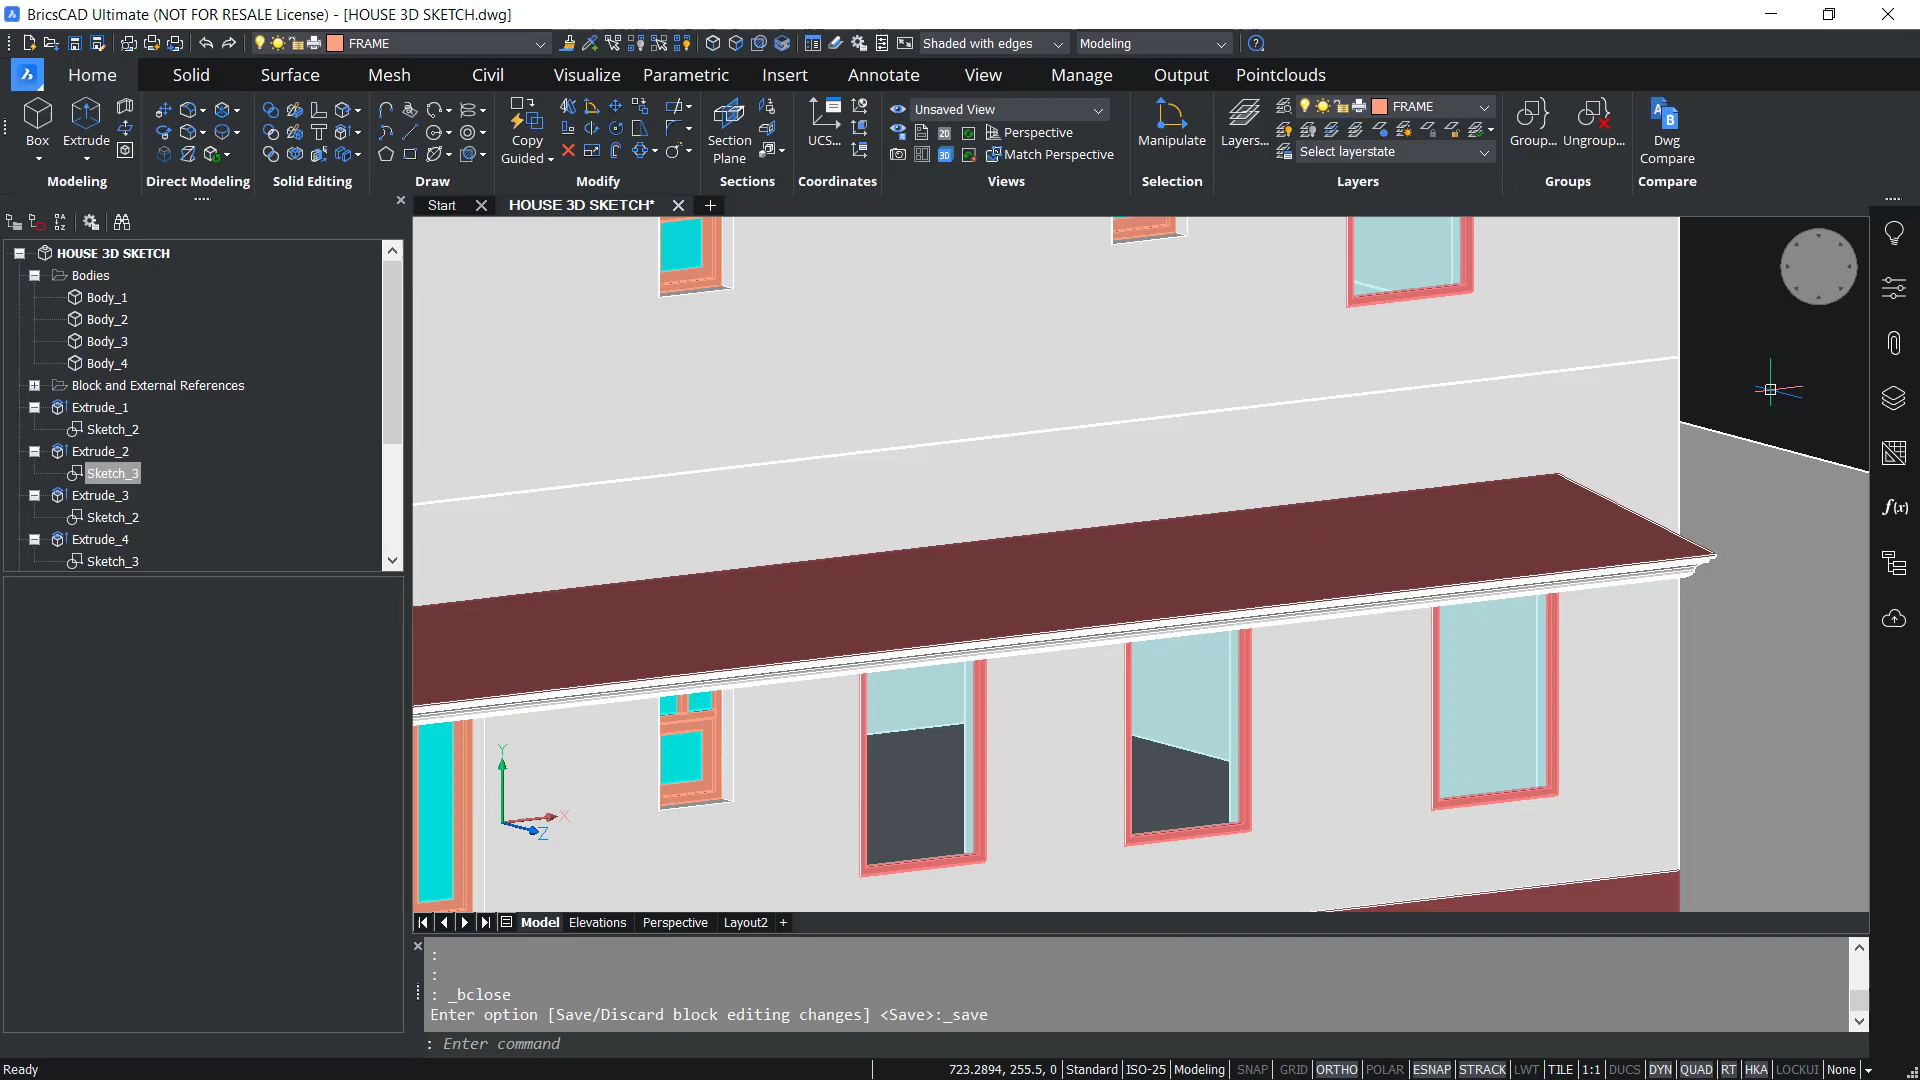 BricsCAD Ultimate (NOT FOR RESALE License) - [HOUSE 3D SKETCH.dwg]
FRAME
Shaded with edges
Modeling
Home Solid Surface Mesh Civil Visualize Parametric Insert Annotate View Manage Output Pointclouds
Box
Extrude
Copy
Guided
Section
Plane
UCS...
Unsaved View
Perspective
Match Perspective
Manipulate
Layers...
FRAME
Select layerstate
Group...
Ungroup...
Dwg
Compare
Modeling Direct Modeling Solid Editing Draw Modify Sections Coordinates Views Selection Layers Groups Compare
Start
HOUSE 3D SKETCH*
HOUSE 3D SKETCH
Bodies
Body_1
Body_2
Body_3
Body_4
Block and External References
Extrude_1
Sketch_2
Extrude_2
Sketch_3
Extrude_3
Sketch_2
Extrude_4
Sketch_3
Y
X
Z
f(x)
Model Elevations Perspective Layout2 +
:
:
: _bclose
Enter option [Save/Discard block editing changes] <Save>:_save
: Enter command
Ready
723.2894, 255.5, 0 Standard ISO-25 Modeling SNAP GRID ORTHO POLAR ESNAP STRACK LWT TILE 1:1 DUCS DYN QUAD RT HKA LOCKUI None